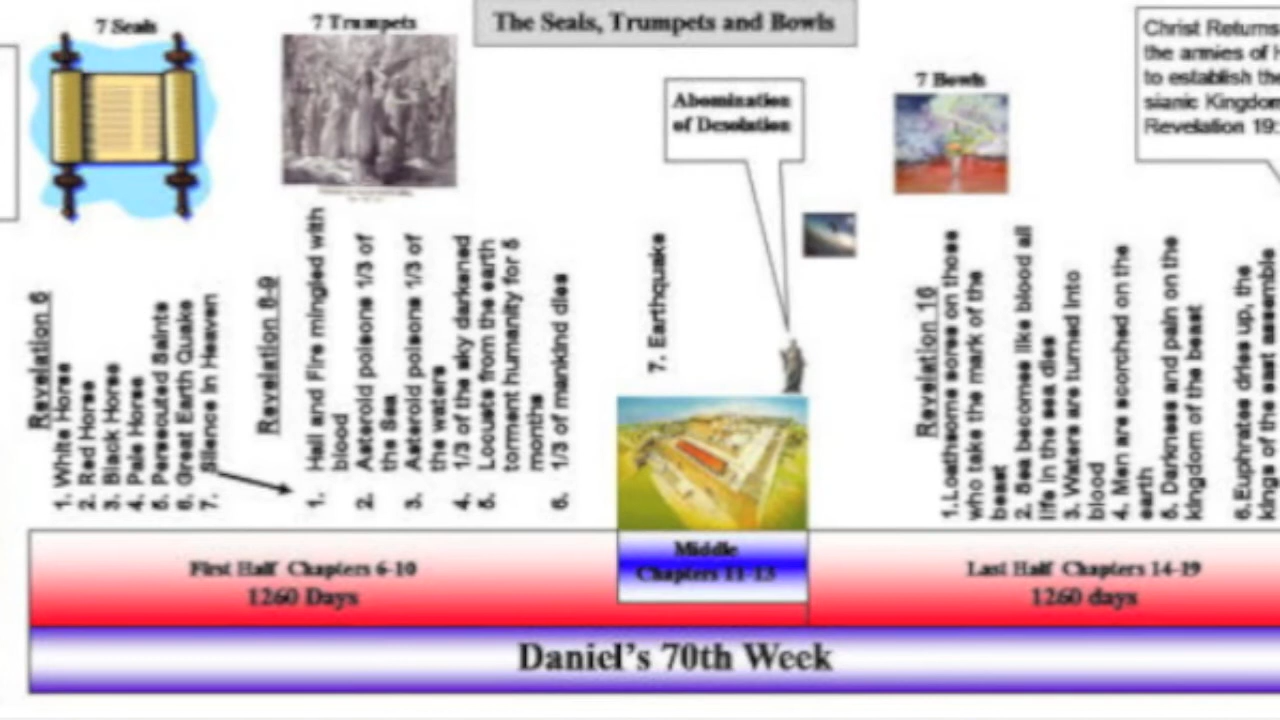 The Seals, Trumpets and Bowls
7 Seals
7 Trumpets
Abomination
of Desolation
7 Bowls
Christ Returns
the armies of
to establish the
sianic Kingdom
Revelation 19:
Revelation 6
1. White Horse
2. Red Horse
3. Black Horse
4. Pale Horse
5. Persecuted Saints
6. Great Earth Quake
7. Silence in Heaven
Revelation 8-9
1. Hail and Fire mingled with
blood
2. Asteroid poisons 1/3 of
the Sea
3. Asteroid poisons 1/3 of
the waters
4. 1/3 of the sky darkened
5. Locusts from the earth
torment humanity for 5
months
6. 1/3 of mankind dies
7. Earthquake
Revelation 16
1.Loathsome sores on those
who take the mark of the
beast
2. Sea becomes like blood all
life in the sea dies
3. Waters are turned into
blood
4. Men are scorched on the
earth
5. Darkness and pain on the
kingdom of the beast
6.Euphrates dries up, the
kings of the east assemble
First Half Chapters 6-10
1260 Days
Middle
Chapters 11-13
Last Half Chapters 14-19
1260 days
Daniel's 70th Week